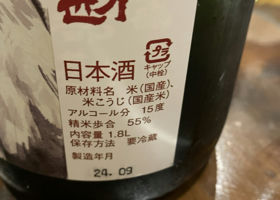 プラ
キャップ
(中栓)
日本酒
原材料名 米(国産)、
米こうじ(国産米)
アルコール分 15度
精米歩合 55%
内容量 1.8L
保存方法 要冷蔵
製造年月
24. 09